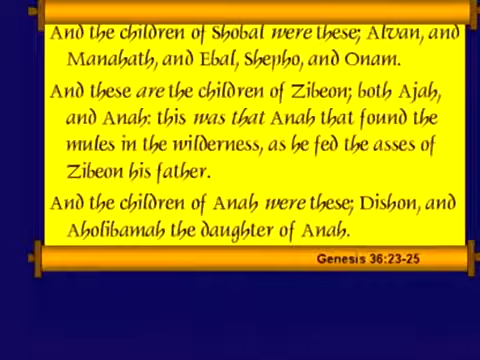 And the children of Shobal were these; Alvan, and
Manahath, and Ebal, Shepho, and Onam.
And these are the children of Zibeon; both Ajah,
and Anah: this was that Anah that found the
mules in the wilderness, as he fed the asses of
Zibeon his father.
And the children of Anah were these; Dishon, and
Aholibamah the daughter of Anah.
Genesis 36:23-25